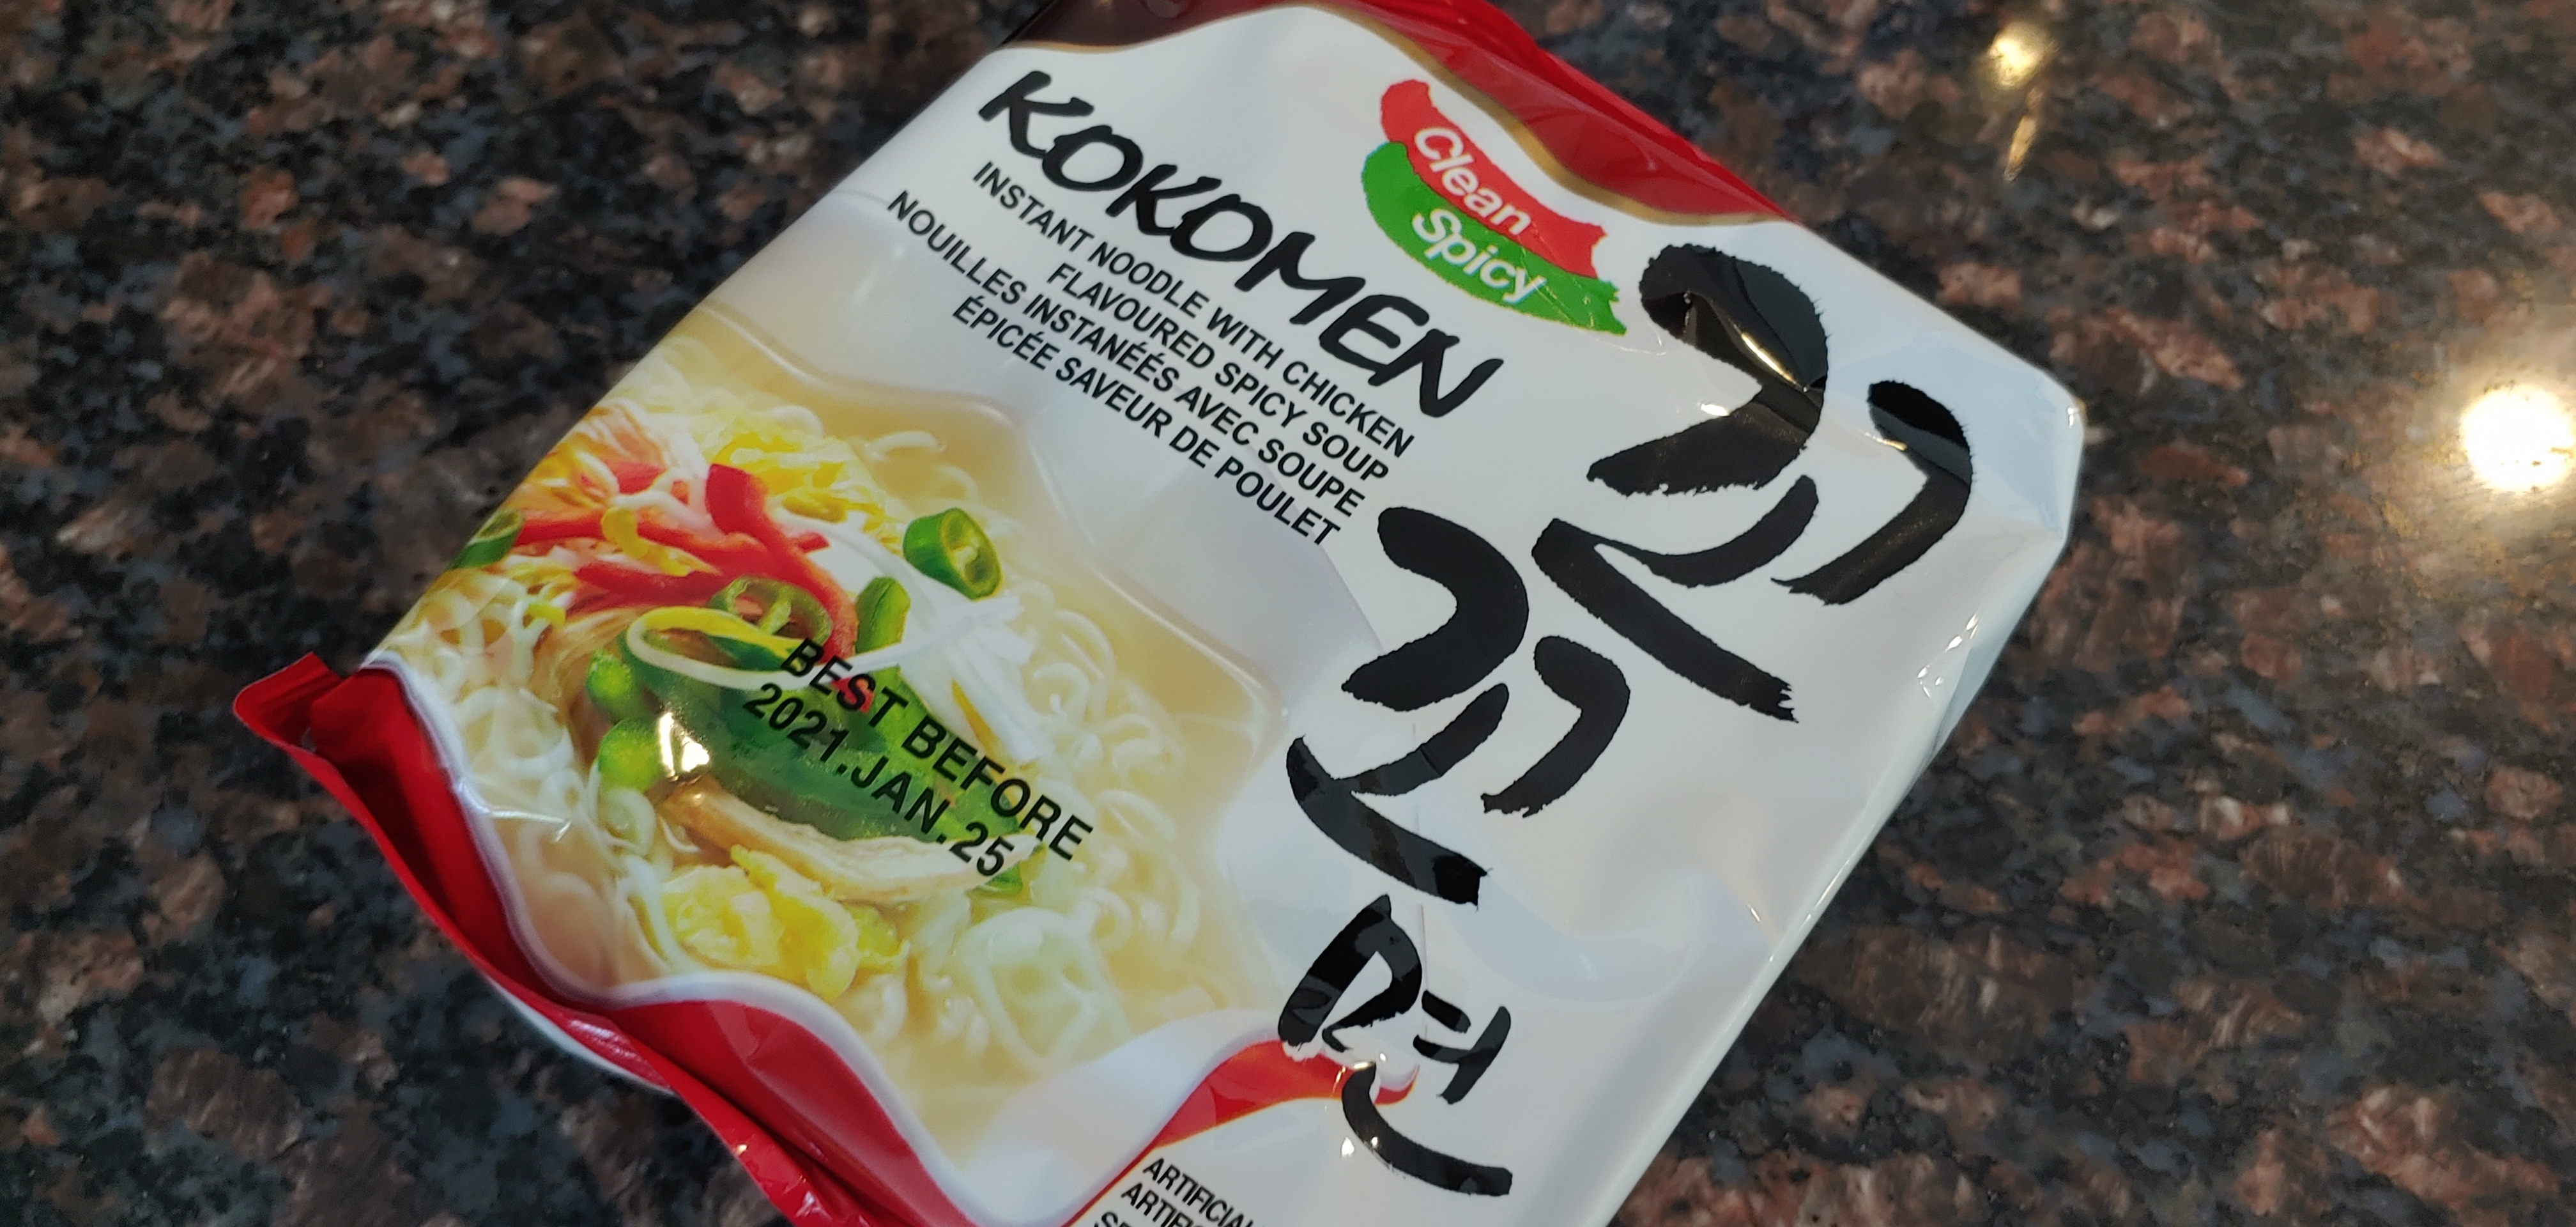 Clean
Spicy
KOKOMEN
INSTANT NOODLE WITH CHICKEN
FLAVOURED SPICY SOUP
NOUILLES INSTANÉÉS AVEC SOUPE
ÉPICÉE SAVEUR DE POULET
꼬꼬면
BEST BEFORE
2021.JAN.25
ARTIFICIAL